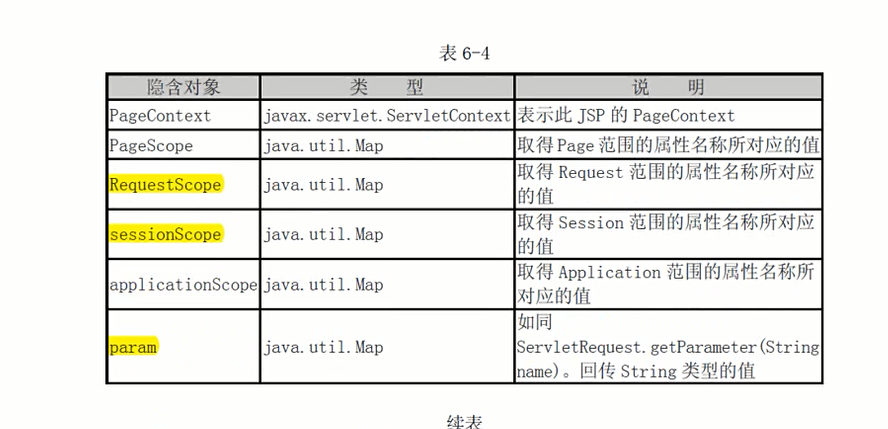 表 6-4
隐含对象 类 型 说 明
PageContext javax.servlet.ServletContext 表示此 JSP 的 PageContext
PageScope java.util.Map 取得 Page 范围的属性名称所对应的值
RequestScope java.util.Map 取得 Request 范围的属性名称所对应
的值
sessionScope java.util.Map 取得 Session 范围的属性名称所对应
的值
applicationScope java.util.Map 取得 Application 范围的属性名称所
对应的值
param java.util.Map 如同
ServletRequest.getParameter(String
name)。回传 String 类型的值
续表